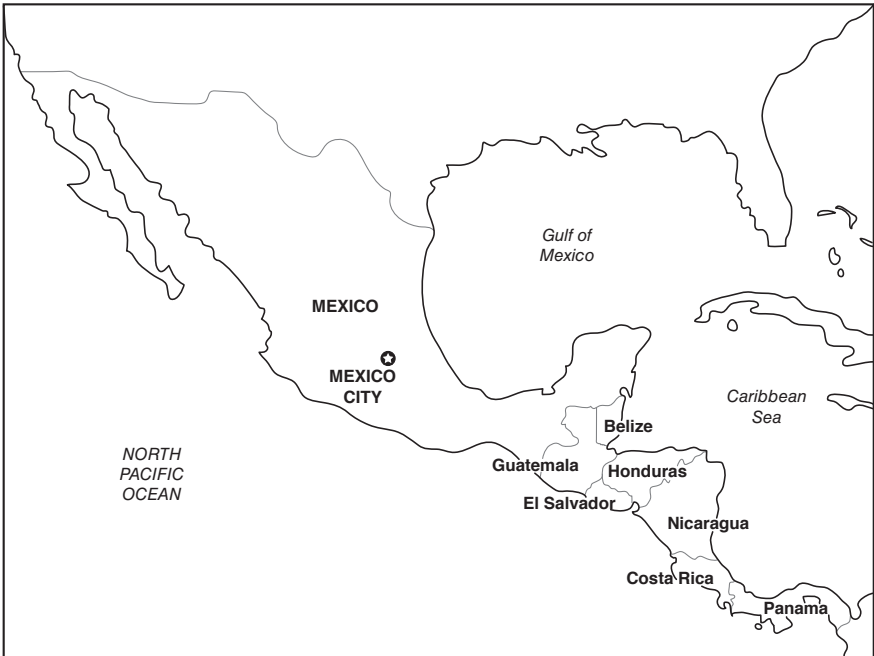 Gulf of
Mexico
MEXICO
MEXICO
CITY
Caribbean
Sea
Belize
NORTH
PACIFIC
OCEAN
Guatemala
Honduras
El Salvador
Nicaragua
Costa Rica
Panama